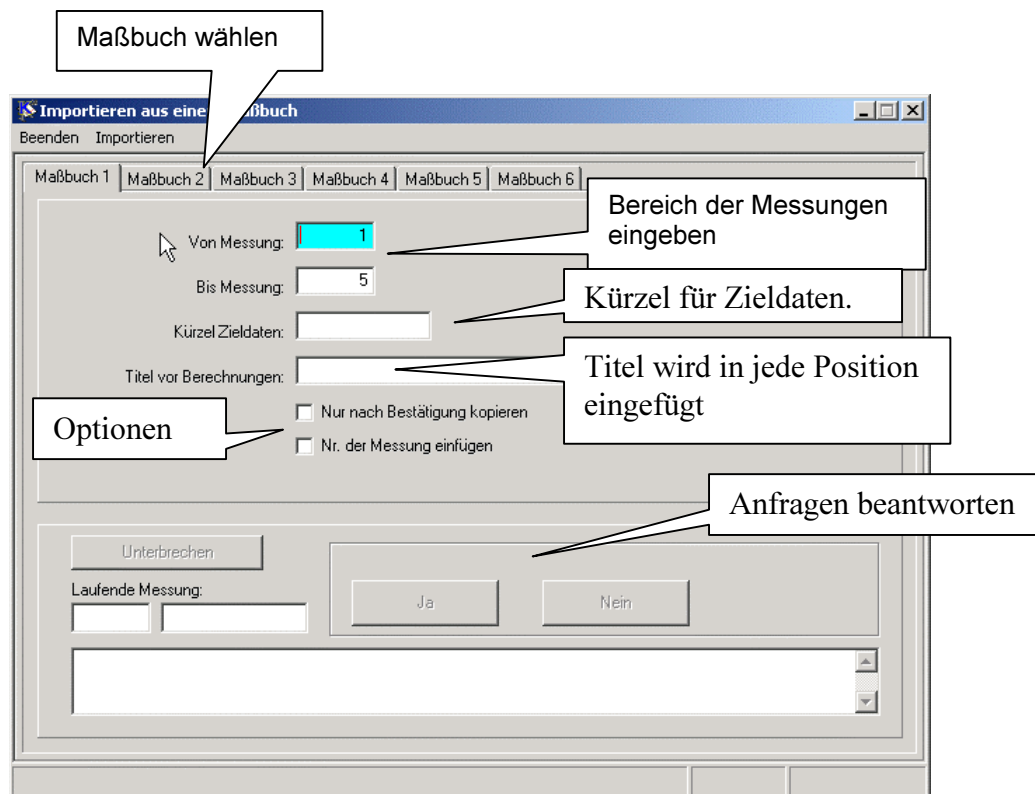 Maßbuch wählen
Importieren aus eine aßbuch
Beenden Importieren
Maßbuch 1 Maßbuch 2 Maßbuch 3 Maßbuch 4 Maßbuch 5 Maßbuch 6
Bereich der Messungen
eingeben
Von Messung: 1
Bis Messung: 5
Kürzel für Zieldaten.
Kürzel Zieldaten:
Titel vor Berechnungen:
Titel wird in jede Position
eingefügt
Optionen
Nur nach Bestätigung kopieren
Nr. der Messung einfügen
Anfragen beantworten
Unterbrechen
Laufende Messung:
Ja Nein